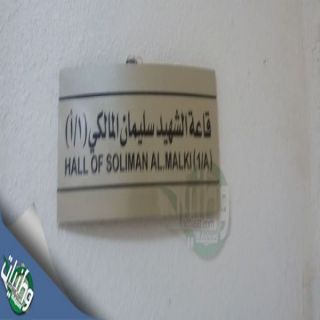 قاعة الشهيد سليمان المالكي (١/أ)
HALL OF SOLIMAN AL.MALKI (1/A)